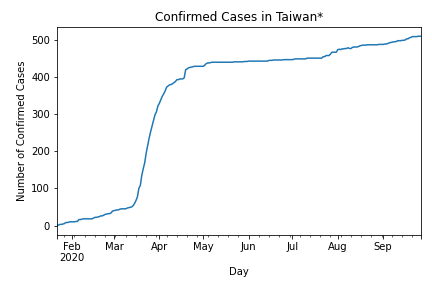 Confirmed Cases in Taiwan*
Number of Confirmed Cases
500
400
300
200
100
0
Feb Mar Apr May Jun Jul Aug Sep
2020
Day